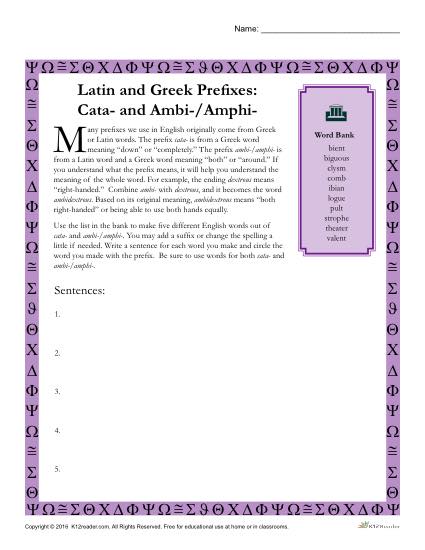 Name: ____________________
Latin and Greek Prefixes:
Cata- and Ambi-/Amphi-
Many prefixes we use in English originally come from Greek
or Latin words. The prefix cata- is from a Greek word
meaning “down” or “completely.” The prefix ambi-/amphi- is
from a Latin word and a Greek word meaning “both” or “around.” If
you understand what the prefix means, it will help you understand the
meaning of the whole word. For example, the ending dextrous means
“right-handed.” Combine ambi- with dextrous, and it becomes the word
ambidextrous. Based on its original meaning, ambidextrous means “both
right-handed” or being able to use both hands equally.
Use the list in the bank to make five different English words out of
cata- and ambi-/amphi-. You may add a suffix or change the spelling a
little if needed. Write a sentence for each word you make and circle the
word you made with the prefix. Be sure to use words for both cata- and
ambi-/amphi-.
Word Bank
bient
biguous
clysm
comb
ibian
logue
pult
strophe
theater
valent
Sentences:
1.
2.
3.
4.
5.
Copyright © 2016 K12reader.com. All Rights Reserved. Free for educational use at home or in classrooms.
K12Reader